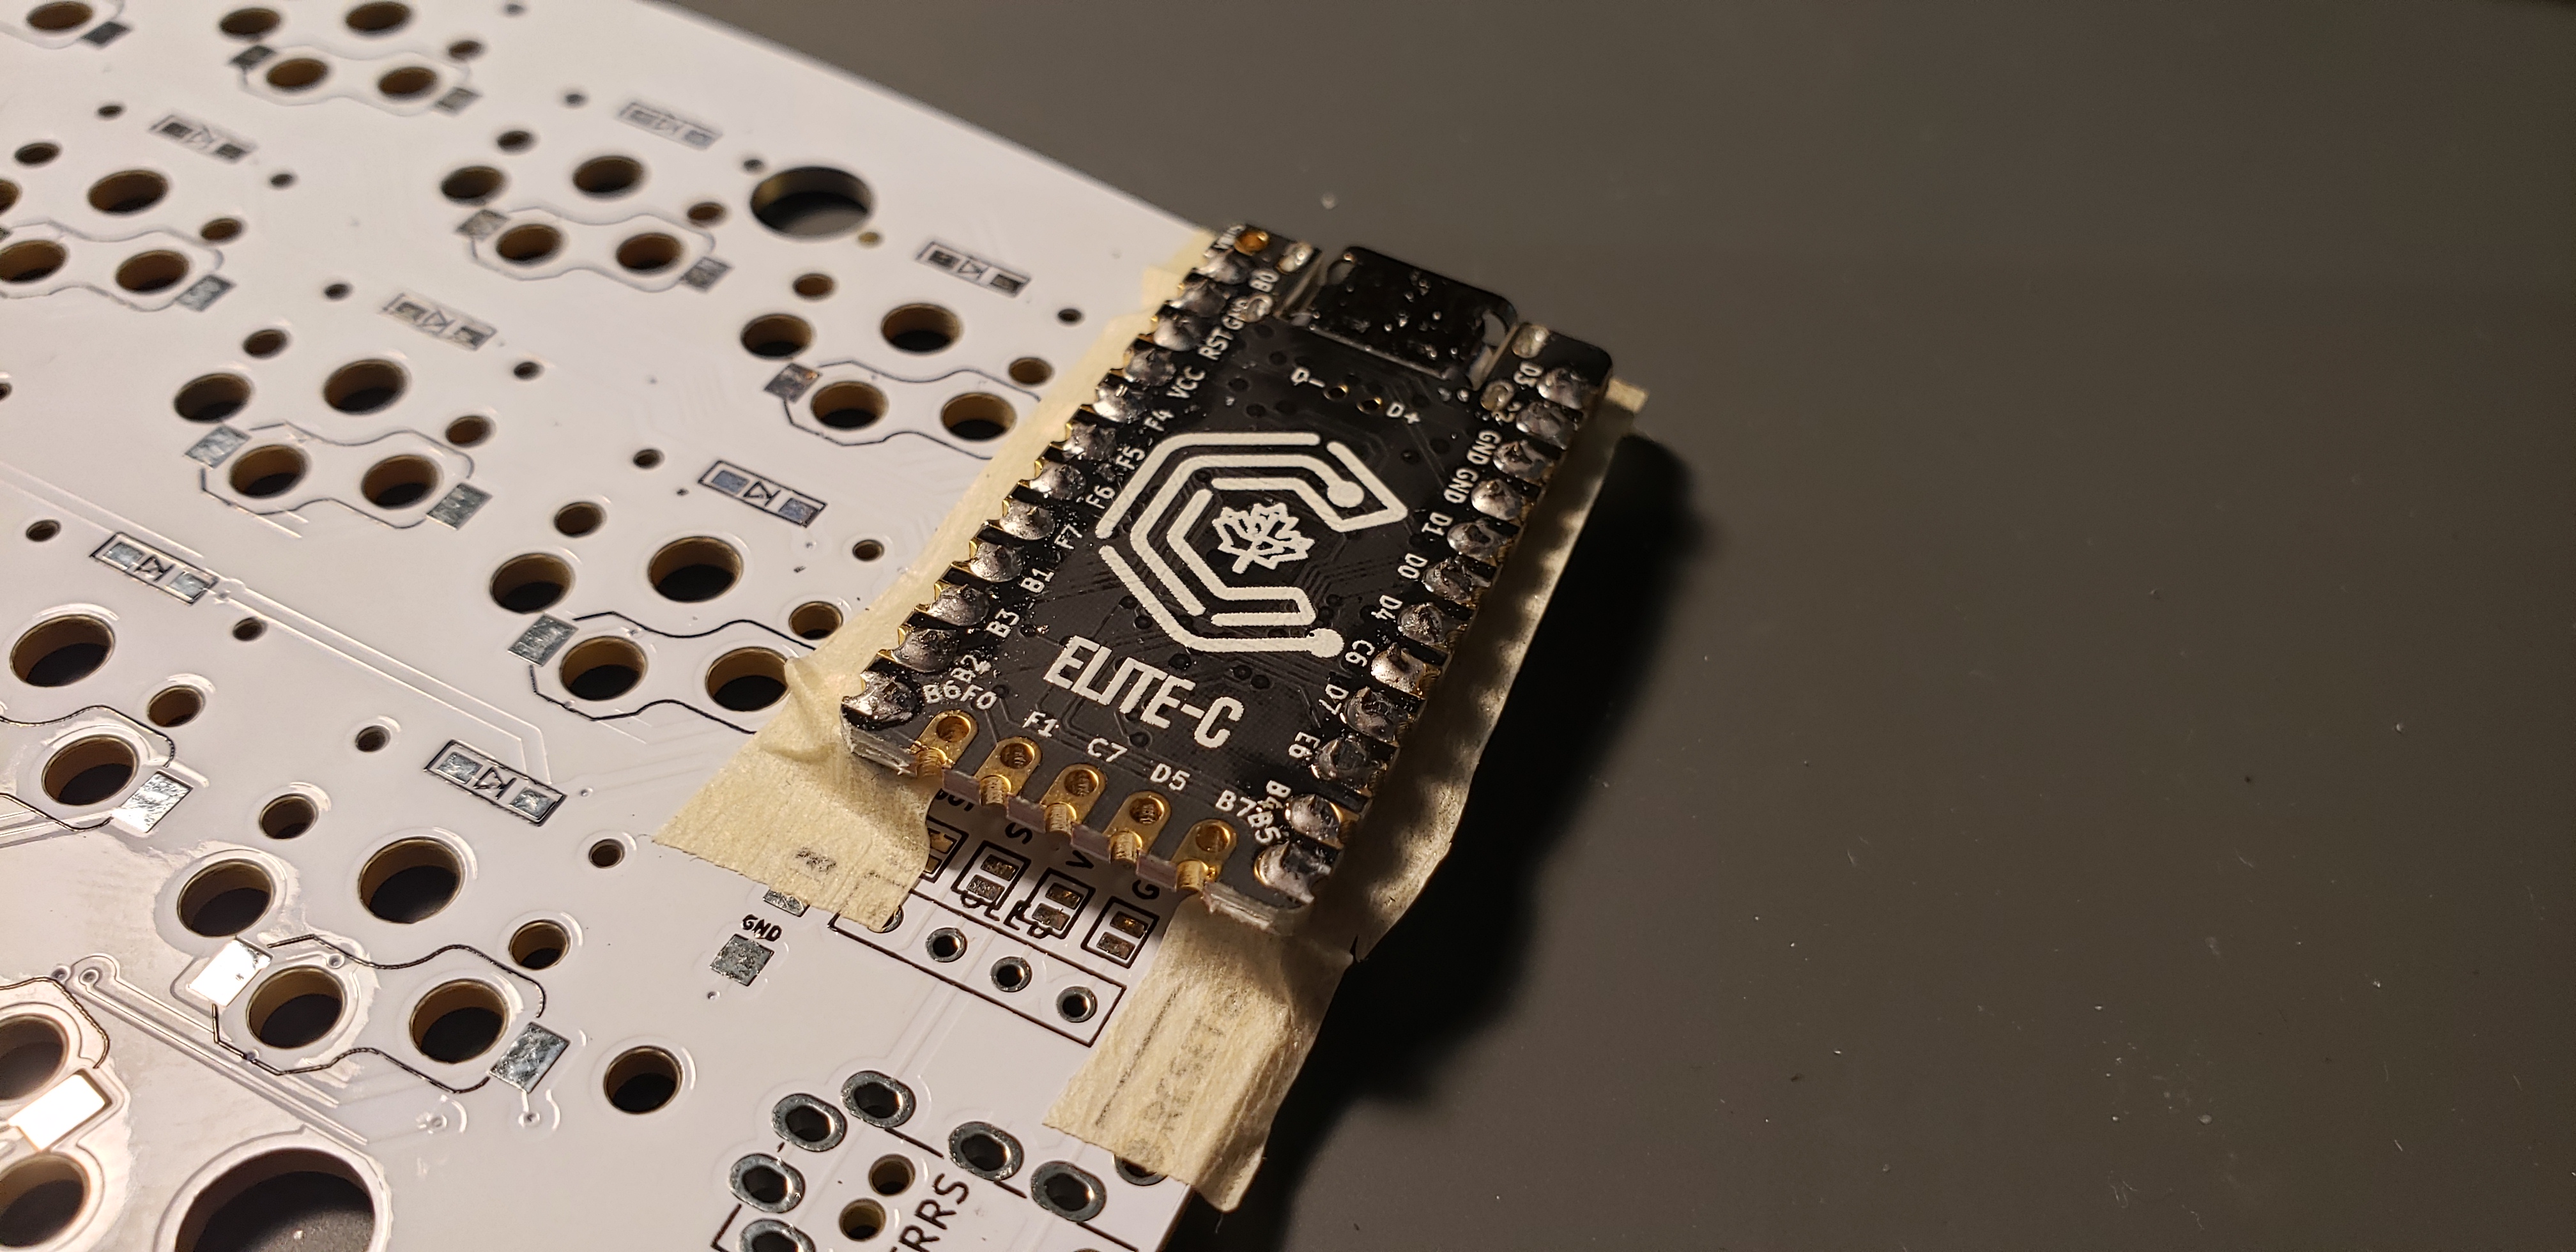 B0
GND
RST
VCC
F4
F5
F6
F7
B1
B3
B2
B6
D-
D+
D3
D2
GND
GND
D1
D0
D4
C6
D7
E6
B4
B5
ELITE-C
F0
F1
C7
D5
B7
S
V
G
OLED
GND
RESET